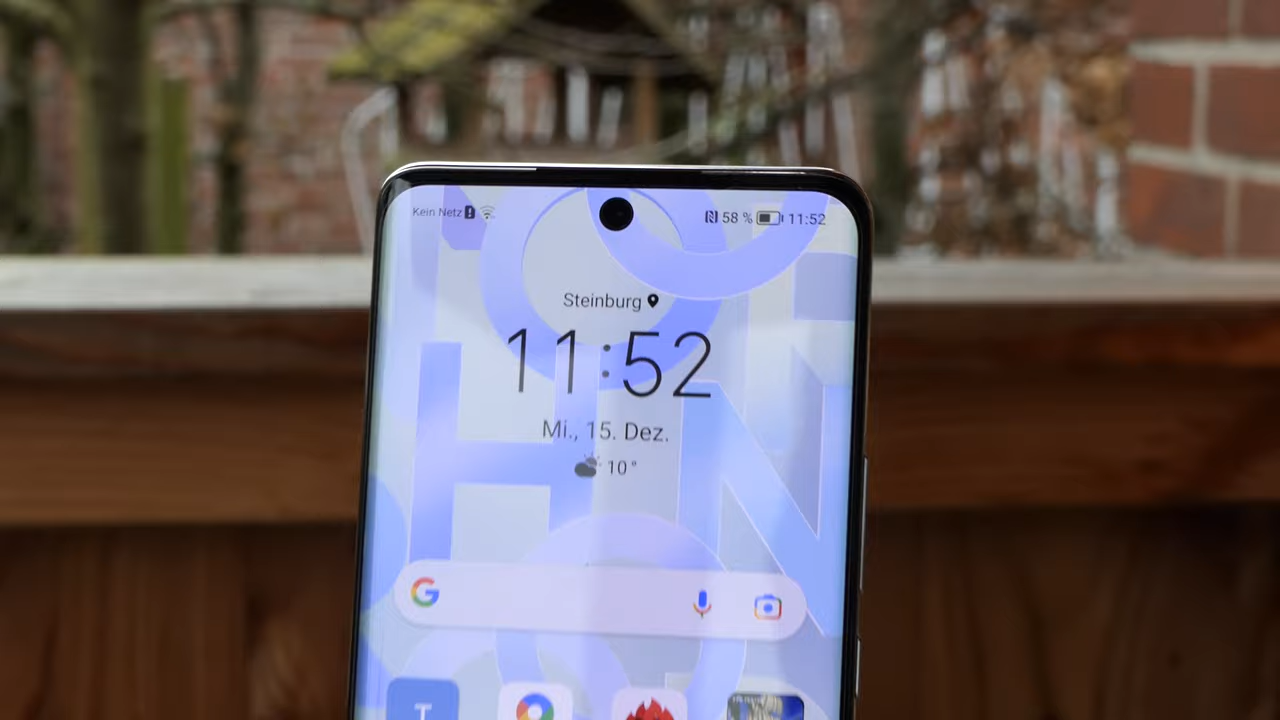 Kein Netz
58 % 11:52
Steinburg
11:52
Mi., 15. Dez.
10°
G
T